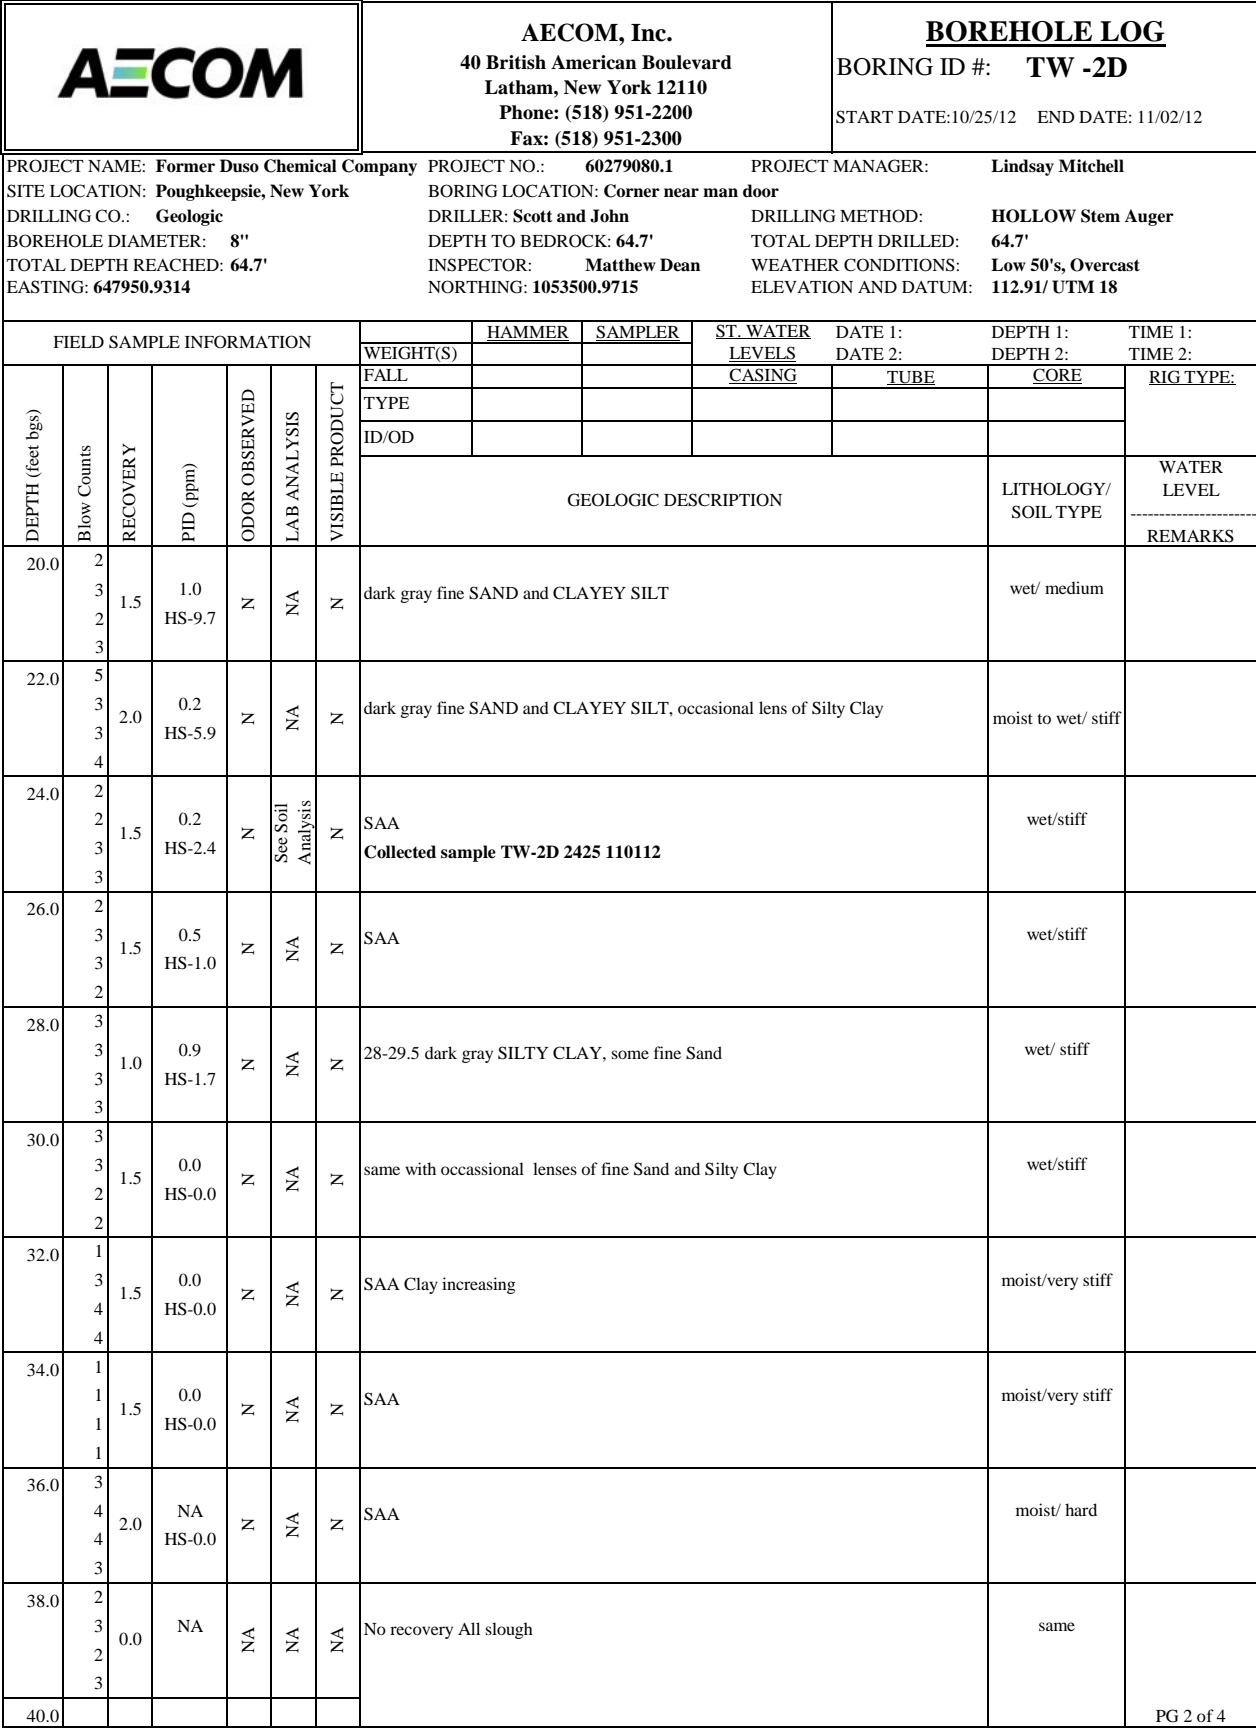 AECOM
AECOM, Inc.
40 British American Boulevard
Latham, New York 12110
Phone: (518) 951-2200
Fax: (518) 951-2300
BOREHOLE LOG
BORING ID #: TW -2D
START DATE:10/25/12 END DATE: 11/02/12
PROJECT NAME: Former Duso Chemical Company PROJECT NO.: 60279080.1 PROJECT MANAGER: Lindsay Mitchell
SITE LOCATION: Poughkeepsie, New York BORING LOCATION: Corner near man door
DRILLING CO.: Geologic DRILLER: Scott and John DRILLING METHOD: HOLLOW Stem Auger
BOREHOLE DIAMETER: 8" DEPTH TO BEDROCK: 64.7' TOTAL DEPTH DRILLED: 64.7'
TOTAL DEPTH REACHED: 64.7' INSPECTOR: Matthew Dean WEATHER CONDITIONS: Low 50's, Overcast
EASTING: 647950.9314 NORTHING: 1053500.9715 ELEVATION AND DATUM: 112.91/ UTM 18
FIELD SAMPLE INFORMATION
HAMMER SAMPLER ST. WATER DATE 1: DEPTH 1: TIME 1:
WEIGHT(S) LEVELS DATE 2: DEPTH 2: TIME 2:
FALL CASING TUBE CORE RIG TYPE:
TYPE
ID/OD
DEPTH (feet bgs)
Blow Counts
RECOVERY
PID (ppm)
ODOR OBSERVED
LAB ANALYSIS
VISIBLE PRODUCT
GEOLOGIC DESCRIPTION
LITHOLOGY/
SOIL TYPE
WATER
LEVEL
----------------------
REMARKS
20.0 2
3
2
3
1.5
1.0
HS-9.7
N NA N
dark gray fine SAND and CLAYEY SILT
wet/ medium
22.0 5
3
3
4
2.0
0.2
HS-5.9
N NA N
dark gray fine SAND and CLAYEY SILT, occasional lens of Silty Clay
moist to wet/ stiff
24.0 2
2
3
3
1.5
0.2
HS-2.4
N
See Soil
Analysis
N
SAA
Collected sample TW-2D 2425 110112
wet/stiff
26.0 2
3
3
2
1.5
0.5
HS-1.0
N NA N
SAA
wet/stiff
28.0 3
3
3
3
1.0
0.9
HS-1.7
N NA N
28-29.5 dark gray SILTY CLAY, some fine Sand
wet/ stiff
30.0 3
3
2
2
1.5
0.0
HS-0.0
N NA N
same with occassional lenses of fine Sand and Silty Clay
wet/stiff
32.0 1
3
4
4
1.5
0.0
HS-0.0
N NA N
SAA Clay increasing
moist/very stiff
34.0 1
1
1
1
1.5
0.0
HS-0.0
N NA N
SAA
moist/very stiff
36.0 3
4
4
3
2.0
NA
HS-0.0
N NA N
SAA
moist/ hard
38.0 2
3
2
3
0.0
NA
NA NA NA
No recovery All slough
same
40.0
PG 2 of 4